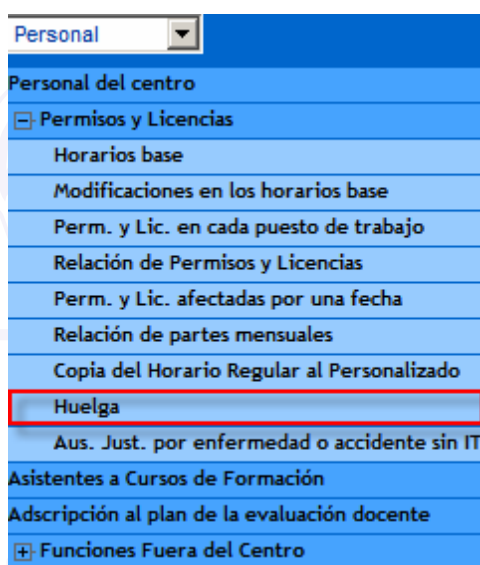 Personal
Personal del centro
Permisos y Licencias
Horarios base
Modificaciones en los horarios base
Perm. y Lic. en cada puesto de trabajo
Relación de Permisos y Licencias
Perm. y Lic. afectadas por una fecha
Relación de partes mensuales
Copia del Horario Regular al Personalizado
Huelga
Aus. Just. por enfermedad o accidente sin IT
Asistentes a Cursos de Formación
Adscripción al plan de la evaluación docente
Funciones Fuera del Centro